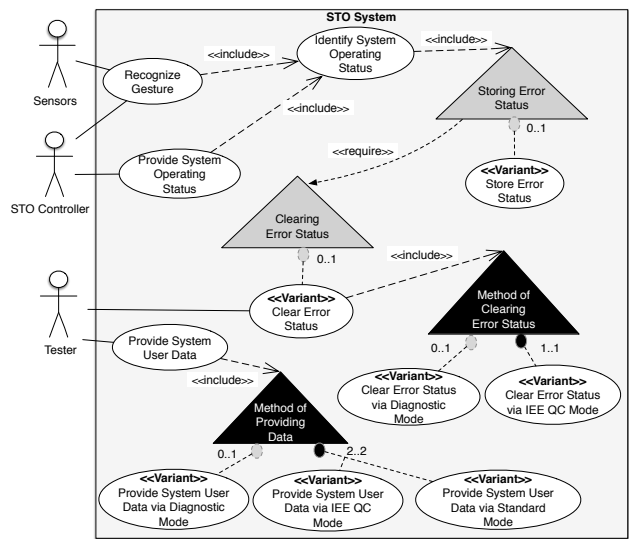 STO System
Sensors
STO Controller
Tester
Recognize
Gesture
<<include>>
Identify System
Operating
Status
<<include>>
<<include>>
Provide System
Operating
Status
Storing Error
Status
0..1
<<Variant>>
Store Error
Status
<<require>>
Clearing
Error Status
0..1
<<Variant>>
Clear Error
Status
<<include>>
Method of
Clearing
Error Status
0..1
1..1
<<Variant>>
Clear Error Status
via Diagnostic
Mode
<<Variant>>
Clear Error Status
via IEE QC Mode
Provide System
User Data
<<include>>
Method of
Providing
Data
0..1
2..2
<<Variant>>
Provide System User
Data via Diagnostic
Mode
<<Variant>>
Provide System User
Data via IEE QC
Mode
<<Variant>>
Provide System User
Data via Standard
Mode